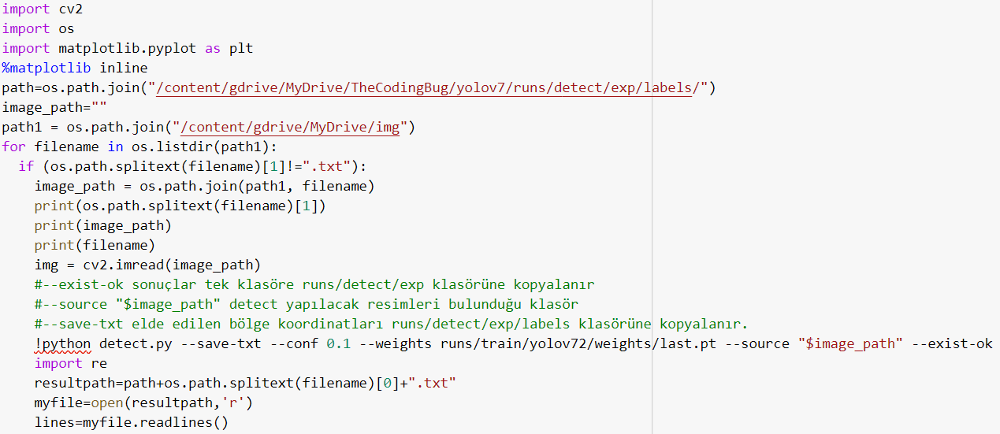 import cv2
import os
import matplotlib.pyplot as plt
%matplotlib inline
path=os.path.join("/content/gdrive/MyDrive/TheCodingBug/yolov7/runs/detect/exp/labels/")
image_path=""
path1 = os.path.join("/content/gdrive/MyDrive/img")
for filename in os.listdir(path1):
  if (os.path.splitext(filename)[1]!=".txt"):
    image_path = os.path.join(path1, filename)
    print(os.path.splitext(filename)[1])
    print(image_path)
    print(filename)
    img = cv2.imread(image_path)
    #--exist-ok sonuçlar tek klasöre runs/detect/exp klasörüne kopyalanır
    #--source "$image_path" detect yapılacak resimleri bulunduğu klasör
    #--save-txt elde edilen bölge koordinatları runs/detect/exp/labels klasörüne kopyalanır.
    !python detect.py --save-txt --conf 0.1 --weights runs/train/yolov72/weights/last.pt --source "$image_path" --exist-ok
    import re
    resultpath=path+os.path.splitext(filename)[0]+".txt"
    myfile=open(resultpath,'r')
    lines=myfile.readlines()